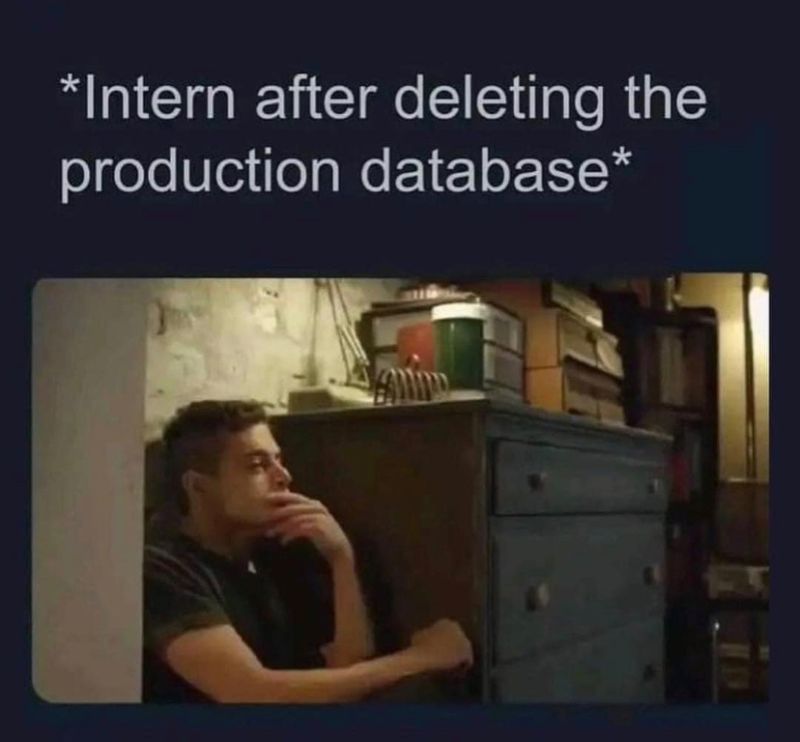 *Intern after deleting the
production database*